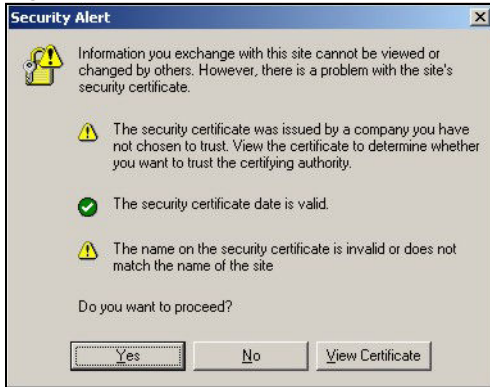 Security Alert
Information you exchange with this site cannot be viewed or
changed by others. However, there is a problem with the site's
security certificate.
The security certificate was issued by a company you have
not chosen to trust. View the certificate to determine whether
you want to trust the certifying authority.
The security certificate date is valid.
The name on the security certificate is invalid or does not
match the name of the site
Do you want to proceed?
Yes No View Certificate